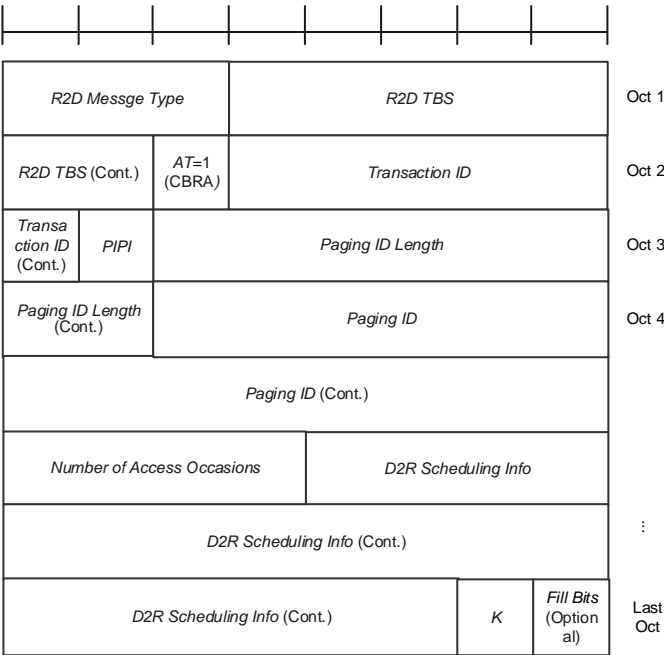 R2D Messge Type
R2D TBS
Oct 1
R2D TBS (Cont.)
AT=1
(CBRA)
Transaction ID
Oct 2
Transa
ction ID
(Cont.)
PIPI
Paging ID Length
Oct 3
Paging ID Length
(Cont.)
Paging ID
Oct 4
Paging ID (Cont.)
Number of Access Occasions
D2R Scheduling Info
D2R Scheduling Info (Cont.)
⋮
D2R Scheduling Info (Cont.)
K
Fill Bits
(Option
al)
Last
Oct